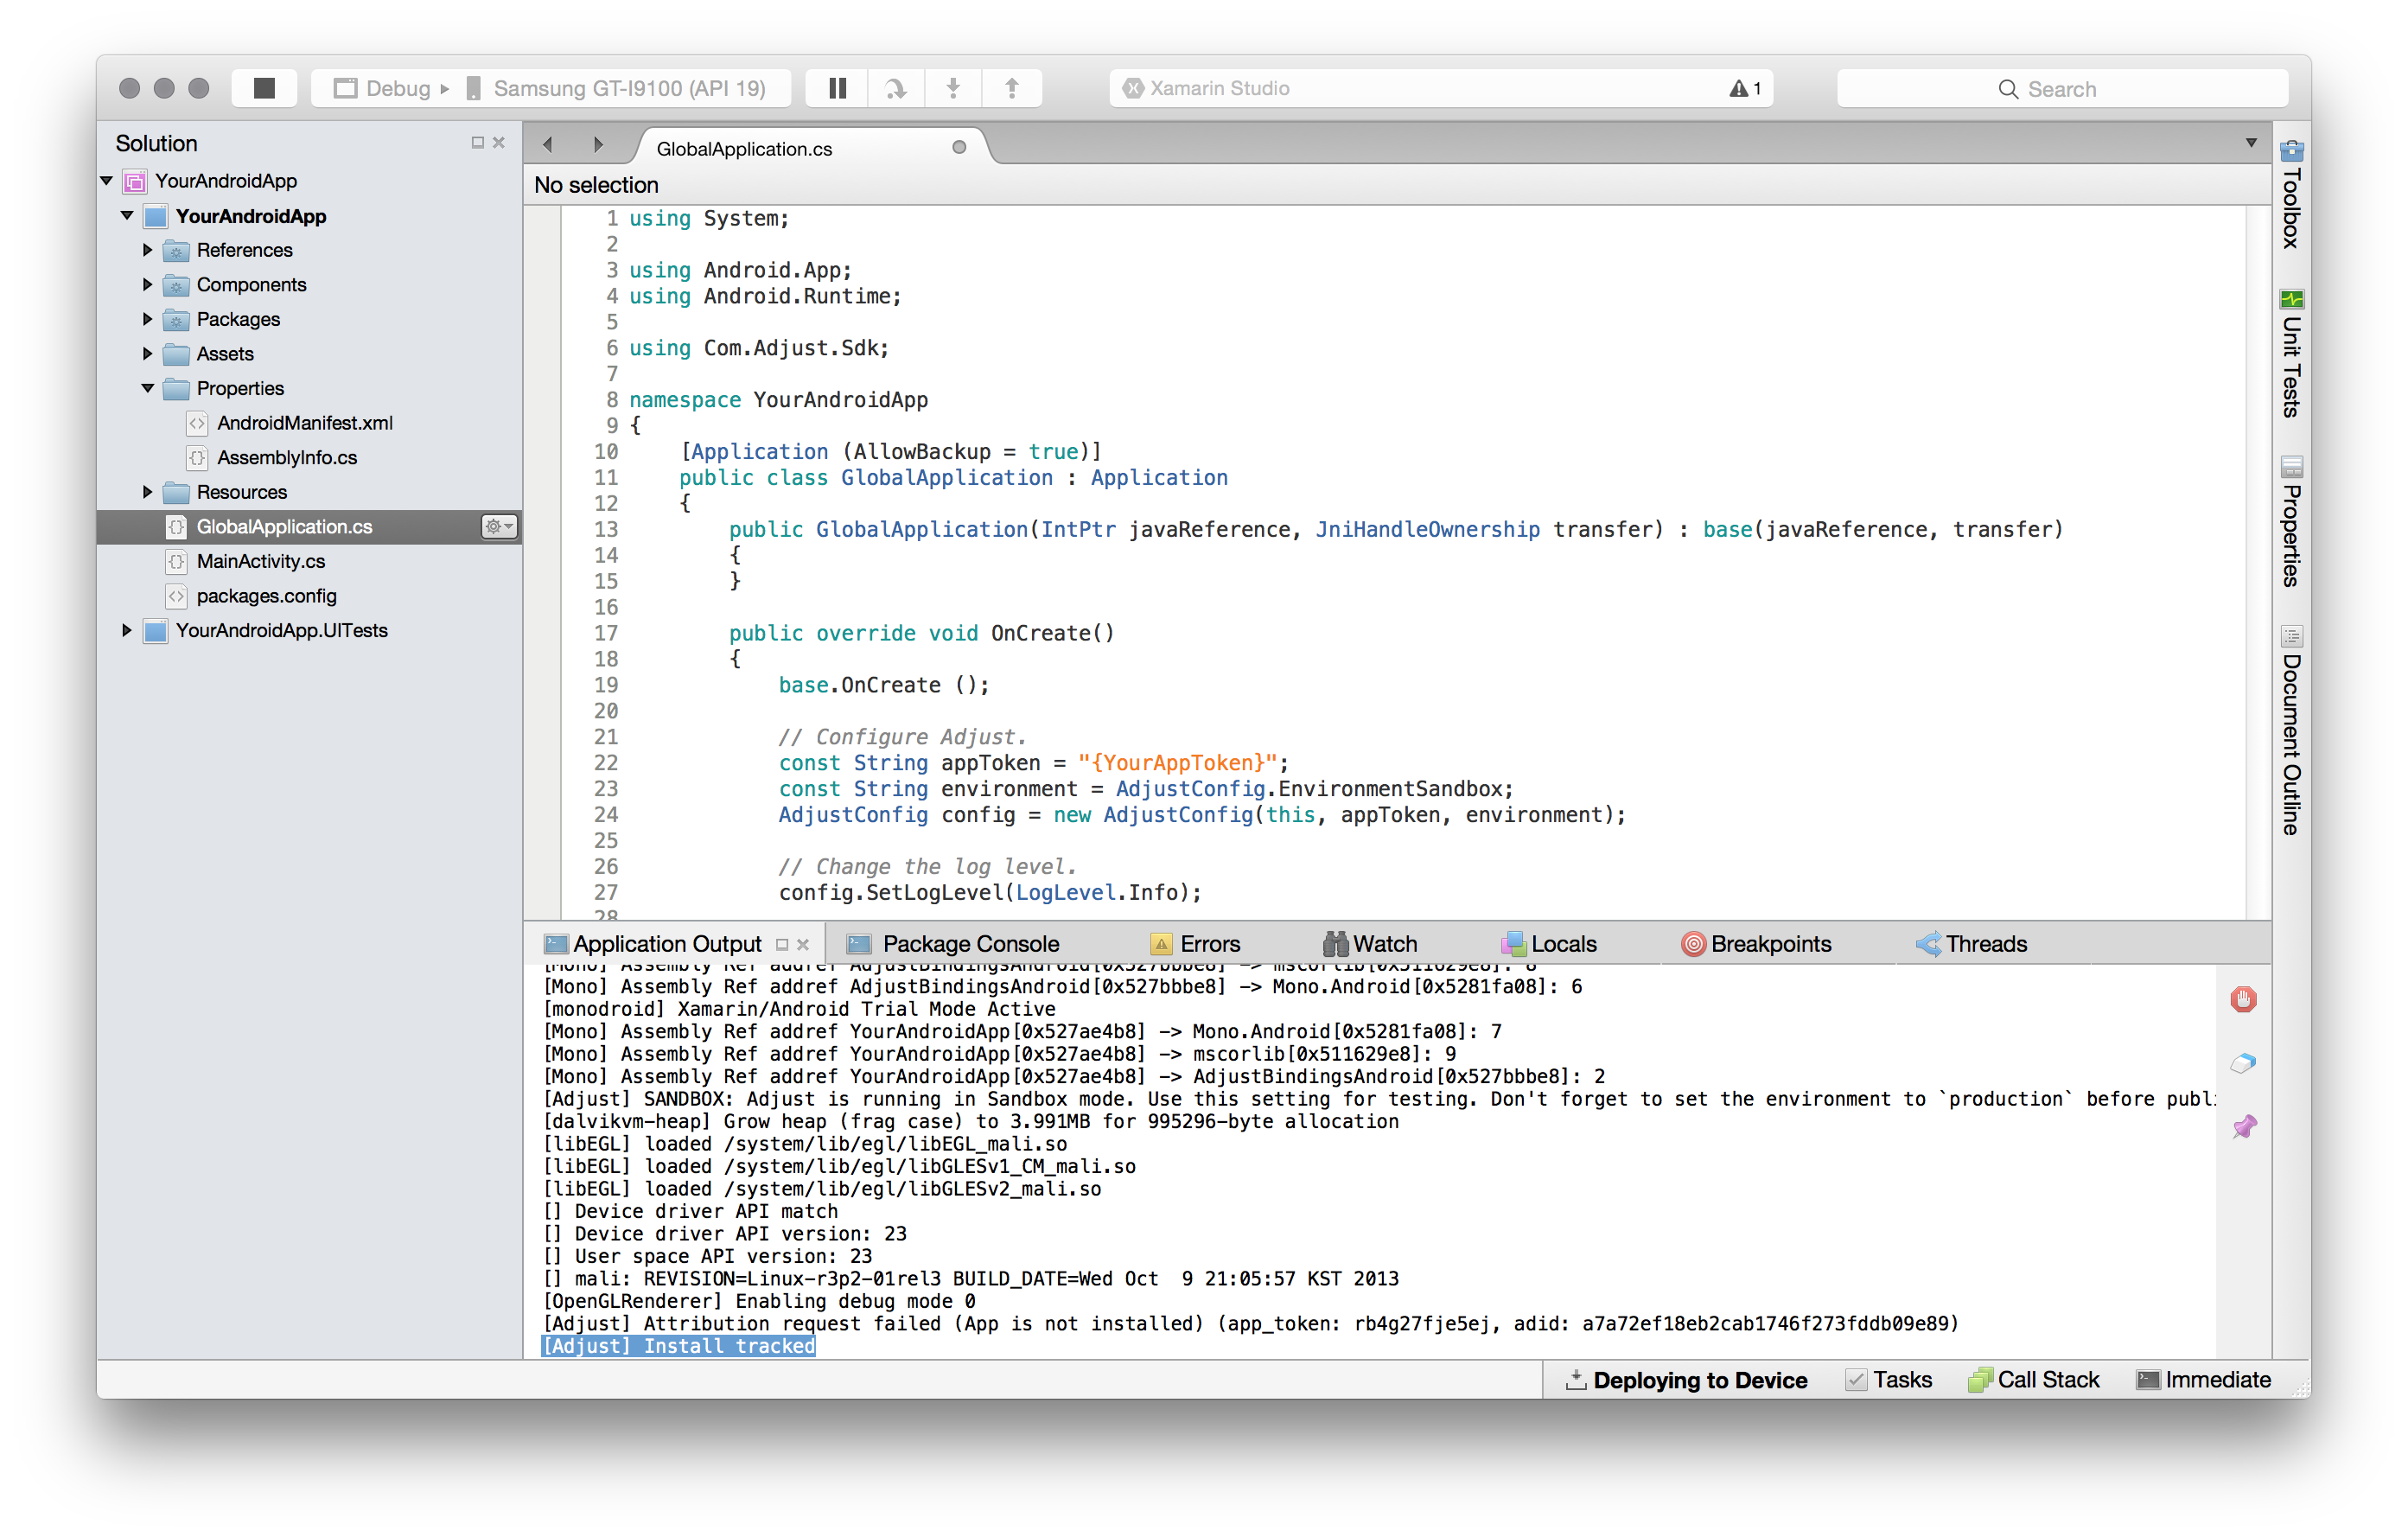 Debug
Samsung GT-I9100 (API 19)
Xamarin Studio
1
Search
Solution
YourAndroidApp
YourAndroidApp
References
Components
Packages
Assets
Properties
AndroidManifest.xml
AssemblyInfo.cs
Resources
GlobalApplication.cs
MainActivity.cs
packages.config
YourAndroidApp.UITests
GlobalApplication.cs
No selection
1 using System;
2
3 using Android.App;
4 using Android.Runtime;
5
6 using Com.Adjust.Sdk;
7
8 namespace YourAndroidApp
9 {
10 [Application (AllowBackup = true)]
11 public class GlobalApplication : Application
12 {
13 public GlobalApplication(IntPtr javaReference, JniHandleOwnership transfer) : base(javaReference, transfer)
14 {
15 }
16
17 public override void OnCreate()
18 {
19 base.OnCreate ();
20
21 // Configure Adjust.
22 const String appToken = "{YourAppToken}";
23 const String environment = AdjustConfig.EnvironmentSandbox;
24 AdjustConfig config = new AdjustConfig(this, appToken, environment);
25
26 // Change the log level.
27 config.SetLogLevel(LogLevel.Info);
28
Toolbox
Unit Tests
Properties
Document Outline
Application Output
Package Console
Errors
Watch
Locals
Breakpoints
Threads
[Mono] Assembly Ref addref AdjustBindingsAndroid[0x527bbbe8] -> mscorlib[0x511629e8]: 8
[Mono] Assembly Ref addref AdjustBindingsAndroid[0x527bbbe8] -> Mono.Android[0x5281fa08]: 6
[monodroid] Xamarin/Android Trial Mode Active
[Mono] Assembly Ref addref YourAndroidApp[0x527ae4b8] -> Mono.Android[0x5281fa08]: 7
[Mono] Assembly Ref addref YourAndroidApp[0x527ae4b8] -> mscorlib[0x511629e8]: 9
[Mono] Assembly Ref addref YourAndroidApp[0x527ae4b8] -> AdjustBindingsAndroid[0x527bbbe8]: 2
[Adjust] SANDBOX: Adjust is running in Sandbox mode. Use this setting for testing. Don't forget to set the environment to `production` before publi
[dalvikvm-heap] Grow heap (frag case) to 3.991MB for 995296-byte allocation
[libEGL] loaded /system/lib/egl/libEGL_mali.so
[libEGL] loaded /system/lib/egl/libGLESv1_CM_mali.so
[libEGL] loaded /system/lib/egl/libGLESv2_mali.so
[] Device driver API match
[] Device driver API version: 23
[] User space API version: 23
[] mali: REVISION=Linux-r3p2-01rel3 BUILD_DATE=Wed Oct  9 21:05:57 KST 2013
[OpenGLRenderer] Enabling debug mode 0
[Adjust] Attribution request failed (App is not installed) (app_token: rb4g27fje5ej, adid: a7a72ef18eb2cab1746f273fddb09e89)
[Adjust] Install tracked
Deploying to Device
Tasks
Call Stack
Immediate